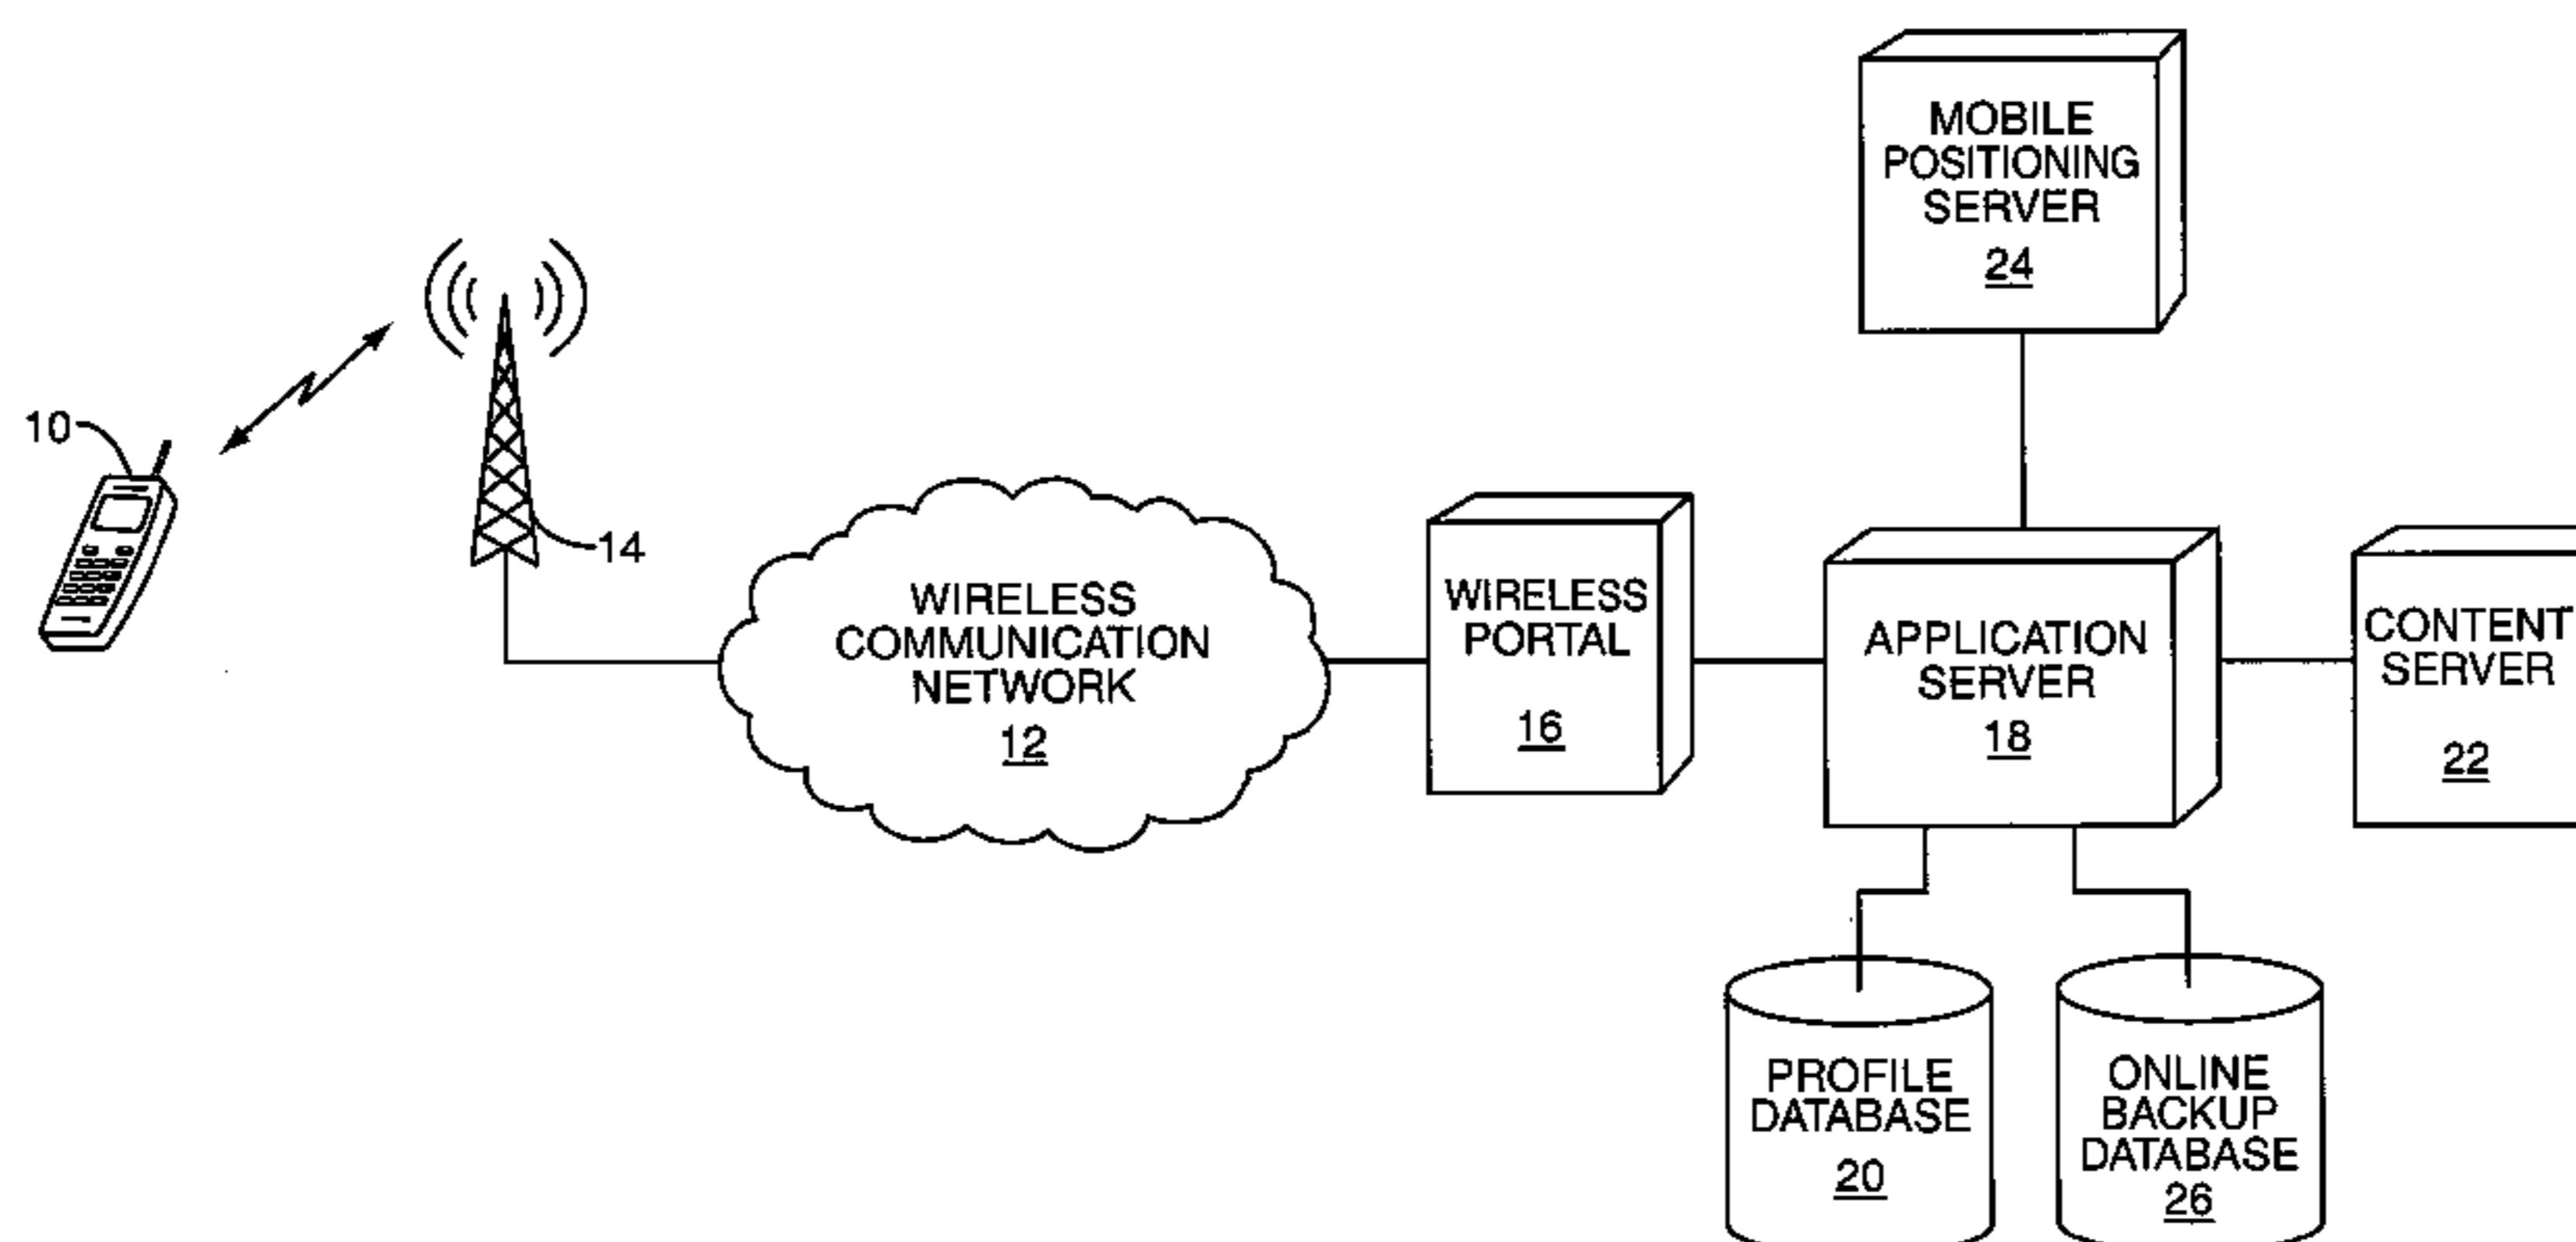 MOBILE
POSITIONING
SERVER
24
10
14
WIRELESS
COMMUNICATION
NETWORK
12
WIRELESS
PORTAL
16
APPLICATION
SERVER
18
CONTENT
SERVER
22
PROFILE
DATABASE
20
ONLINE
BACKUP
DATABASE
26